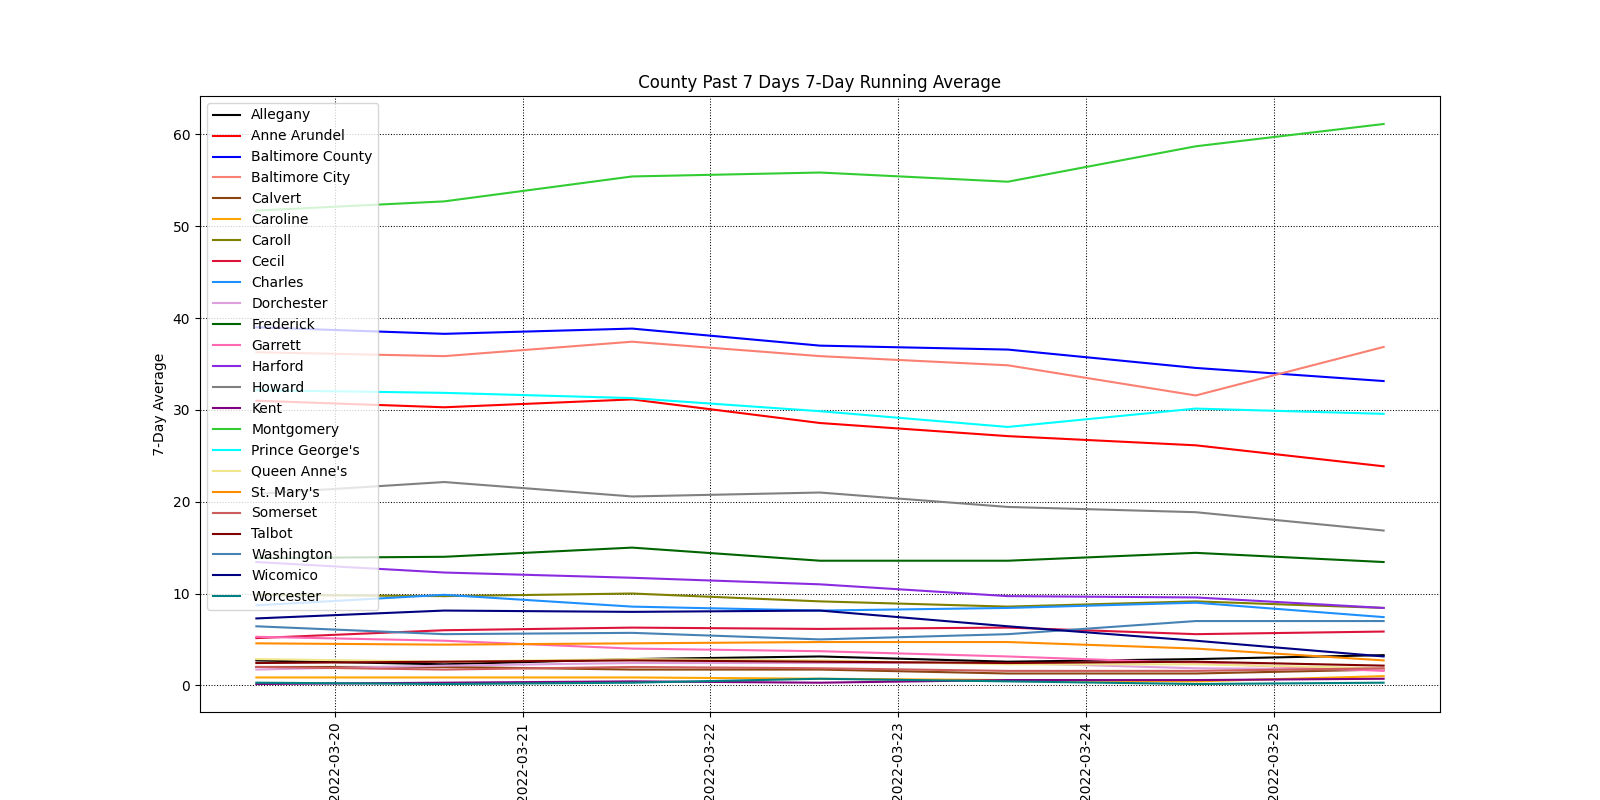 County Past 7 Days 7-Day Running Average
Allegany
Anne Arundel
Baltimore County
Baltimore City
Calvert
Caroline
Caroll
Cecil
Charles
Dorchester
Frederick
Garrett
Harford
Howard
Kent
Montgomery
Prince George's
Queen Anne's
St. Mary's
Somerset
Talbot
Washington
Wicomico
Worcester
7-Day Average
60
50
40
30
20
10
0
2022-03-20
2022-03-21
2022-03-22
2022-03-23
2022-03-24
2022-03-25